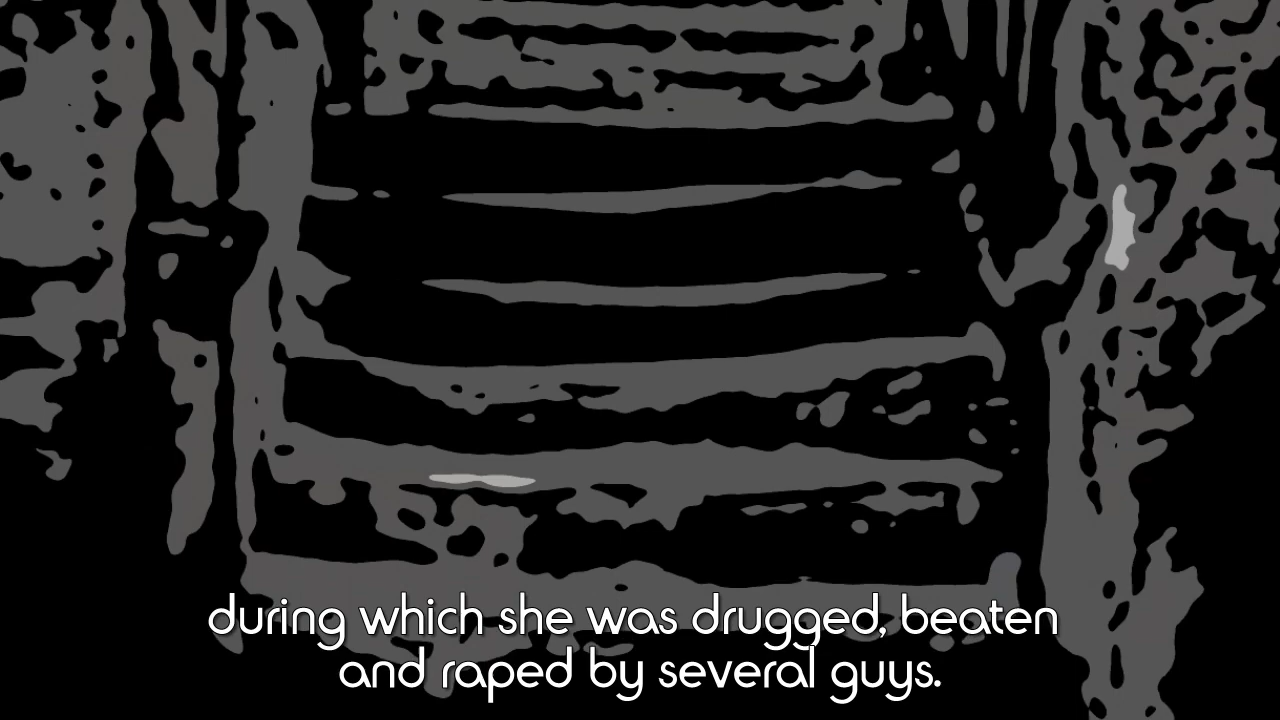 during which she was drugged, beaten
and raped by several guys.